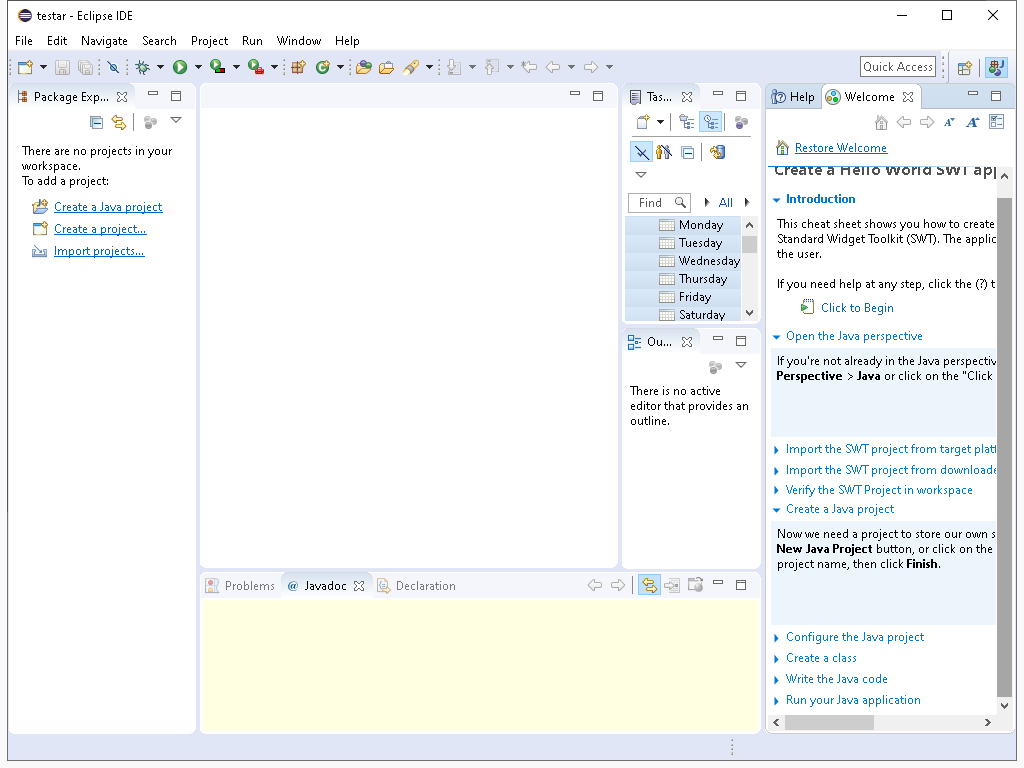 testar - Eclipse IDE
File Edit Navigate Search Project Run Window Help
Quick Access
Package Exp...
There are no projects in your
workspace.
To add a project:
Create a Java project
Create a project...
Import projects...
Tas...
Find
All
Monday
Tuesday
Wednesday
Thursday
Friday
Saturday
Ou...
There is no active
editor that provides an
outline.
Problems @ Javadoc Declaration
Help Welcome
Restore Welcome
Create a Hello World SWT app
Introduction
This cheat sheet shows you how to create
Standard Widget Toolkit (SWT). The applic
the user.
If you need help at any step, click the (?) t
Click to Begin
Open the Java perspective
If you're not already in the Java perspectiv
Perspective > Java or click on the "Click
Import the SWT project from target platf
Import the SWT project from downloade
Verify the SWT Project in workspace
Create a Java project
Now we need a project to store our own s
New Java Project button, or click on the
project name, then click Finish.
Configure the Java project
Create a class
Write the Java code
Run your Java application